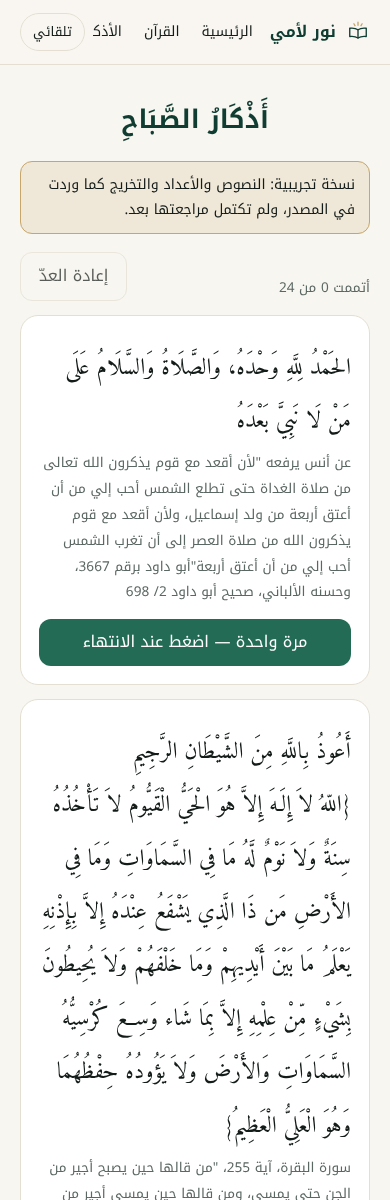 نور لأمي
الرئيسية
القرآن
الأذك
تلقائي
أَذْكَارُ الصَّبَاحِ
نسخة تجريبية: النصوص والأعداد والتخريج كما وردت
في المصدر، ولم تكتمل مراجعتها بعد.
أتممت 0 من 24
إعادة العدّ
الحَمْدُ لِلَّهِ وَحْدَهُ، وَالصَّلَاةُ وَالسَّلَامُ عَلَى
مَنْ لَا نَبِيَّ بَعْدَهُ
عن أنس يرفعه "لأن أقعد مع قوم يذكرون الله تعالى
من صلاة الغداة حتى تطلع الشمس أحب إلي من أن
أعتق أربعة من ولد إسماعيل، ولأن أقعد مع قوم
يذكرون الله من صلاة العصر إلى أن تغرب الشمس
أحب إلي من أن أعتق أربعة"أبو داود برقم 3667،
وحسنه الألباني، صحيح أبو داود 2/ 698
مرة واحدة — اضغط عند الانتهاء
أَعُوذُ بِاللَّهِ مِنَ الشَّيْطَانِ الرَّجِيمِ
{اللّهُ لاَ إِلَـهَ إِلاَّ هُوَ الْحَيُّ الْقَيُّومُ لاَ تَأْخُذُهُ
سِنَةٌ وَلاَ نَوْمٌ لَّهُ مَا فِي السَّمَاوَاتِ وَمَا فِي
الأَرْضِ مَن ذَا الَّذِي يَشْفَعُ عِنْدَهُ إِلاَّ بِإِذْنِهِ
يَعْلَمُ مَا بَيْنَ أَيْدِيهِمْ وَمَا خَلْفَهُمْ وَلاَ يُحِيطُونَ
بِشَيْءٍ مِّنْ عِلْمِهِ إِلاَّ بِمَا شَاء وَسِعَ كُرْسِيُّهُ
السَّمَاوَاتِ وَالأَرْضَ وَلاَ يَؤُودُهُ حِفْظُهُمَا
وَهُوَ الْعَلِيُّ الْعَظِيمُ}
سورة البقرة، آية 255، "من قالها حين يصبح أجير من
الجن حتى يمسي، ومن قالها حين يمسي أجير من